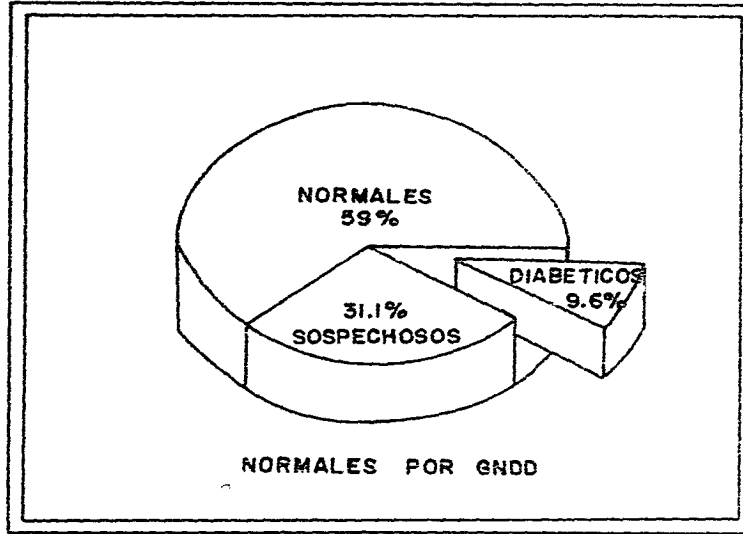 NORMALES
59%
DIABETICOS
9.6%
31.1%
SOSPECHOSOS
NORMALES POR GNDD